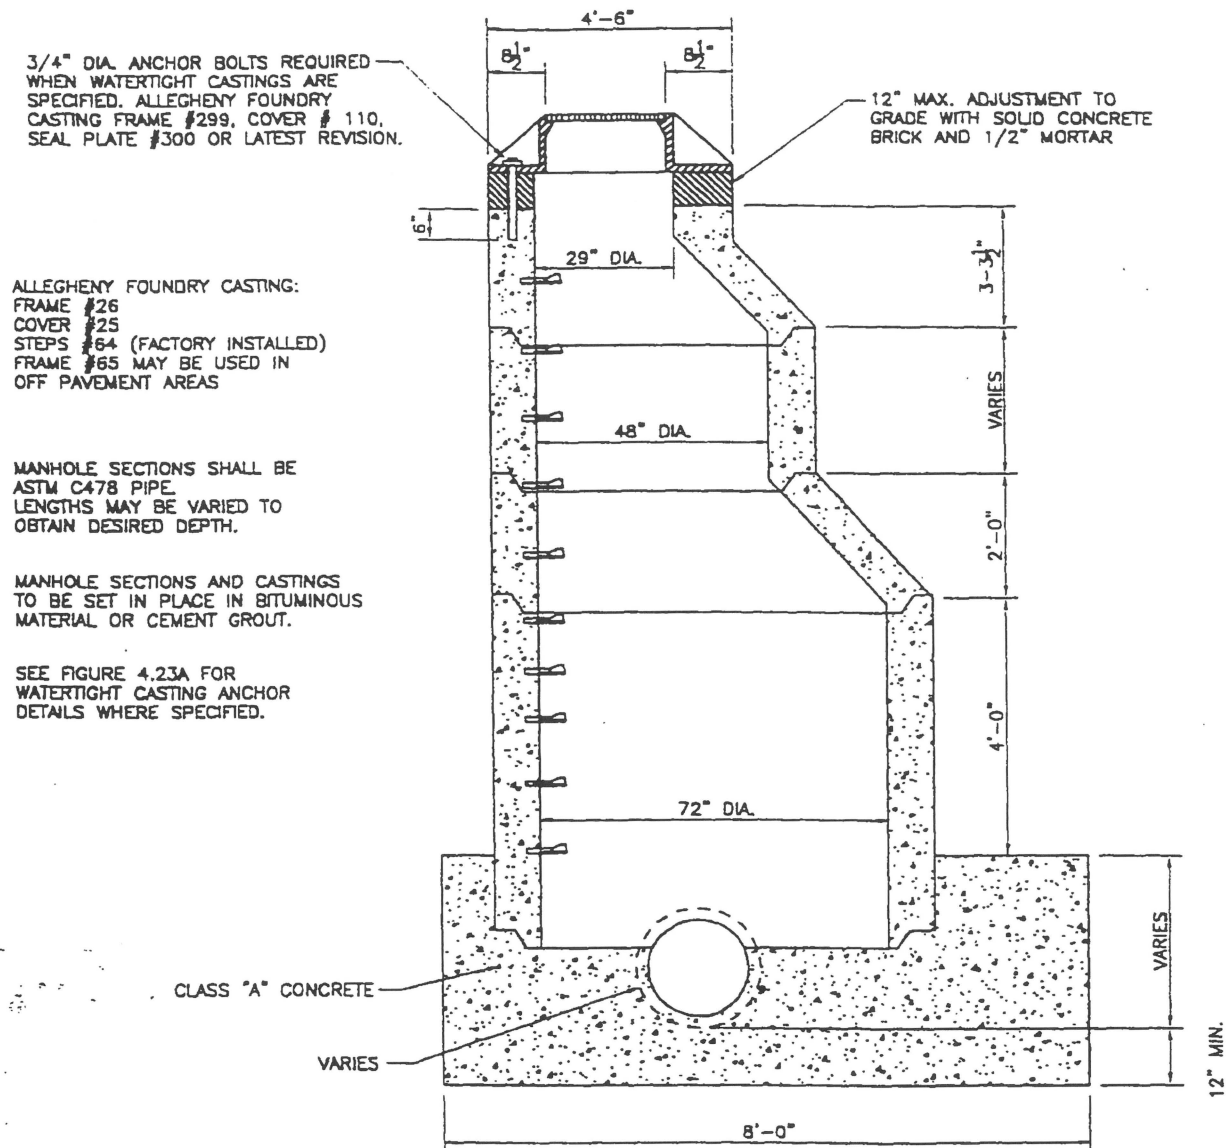 4'-6"
8½"
8½"
3/4" DIA. ANCHOR BOLTS REQUIRED
WHEN WATERTIGHT CASTINGS ARE
SPECIFIED. ALLEGHENY FOUNDRY
CASTING FRAME #299, COVER # 110,
SEAL PLATE #300 OR LATEST REVISION.
12" MAX. ADJUSTMENT TO
GRADE WITH SOLID CONCRETE
BRICK AND 1/2" MORTAR
6"
29" DIA.
3-3½"
ALLEGHENY FOUNDRY CASTING:
FRAME #26
COVER #25
STEPS #64 (FACTORY INSTALLED)
FRAME #65 MAY BE USED IN
OFF PAVEMENT AREAS
VARIES
48" DIA.
MANHOLE SECTIONS SHALL BE
ASTM C478 PIPE.
LENGTHS MAY BE VARIED TO
OBTAIN DESIRED DEPTH.
2'-0"
MANHOLE SECTIONS AND CASTINGS
TO BE SET IN PLACE IN BITUMINOUS
MATERIAL OR CEMENT GROUT.
SEE FIGURE 4.23A FOR
WATERTIGHT CASTING ANCHOR
DETAILS WHERE SPECIFIED.
4'-0"
72" DIA.
VARIES
CLASS "A" CONCRETE
VARIES
12" MIN.
8'-0"